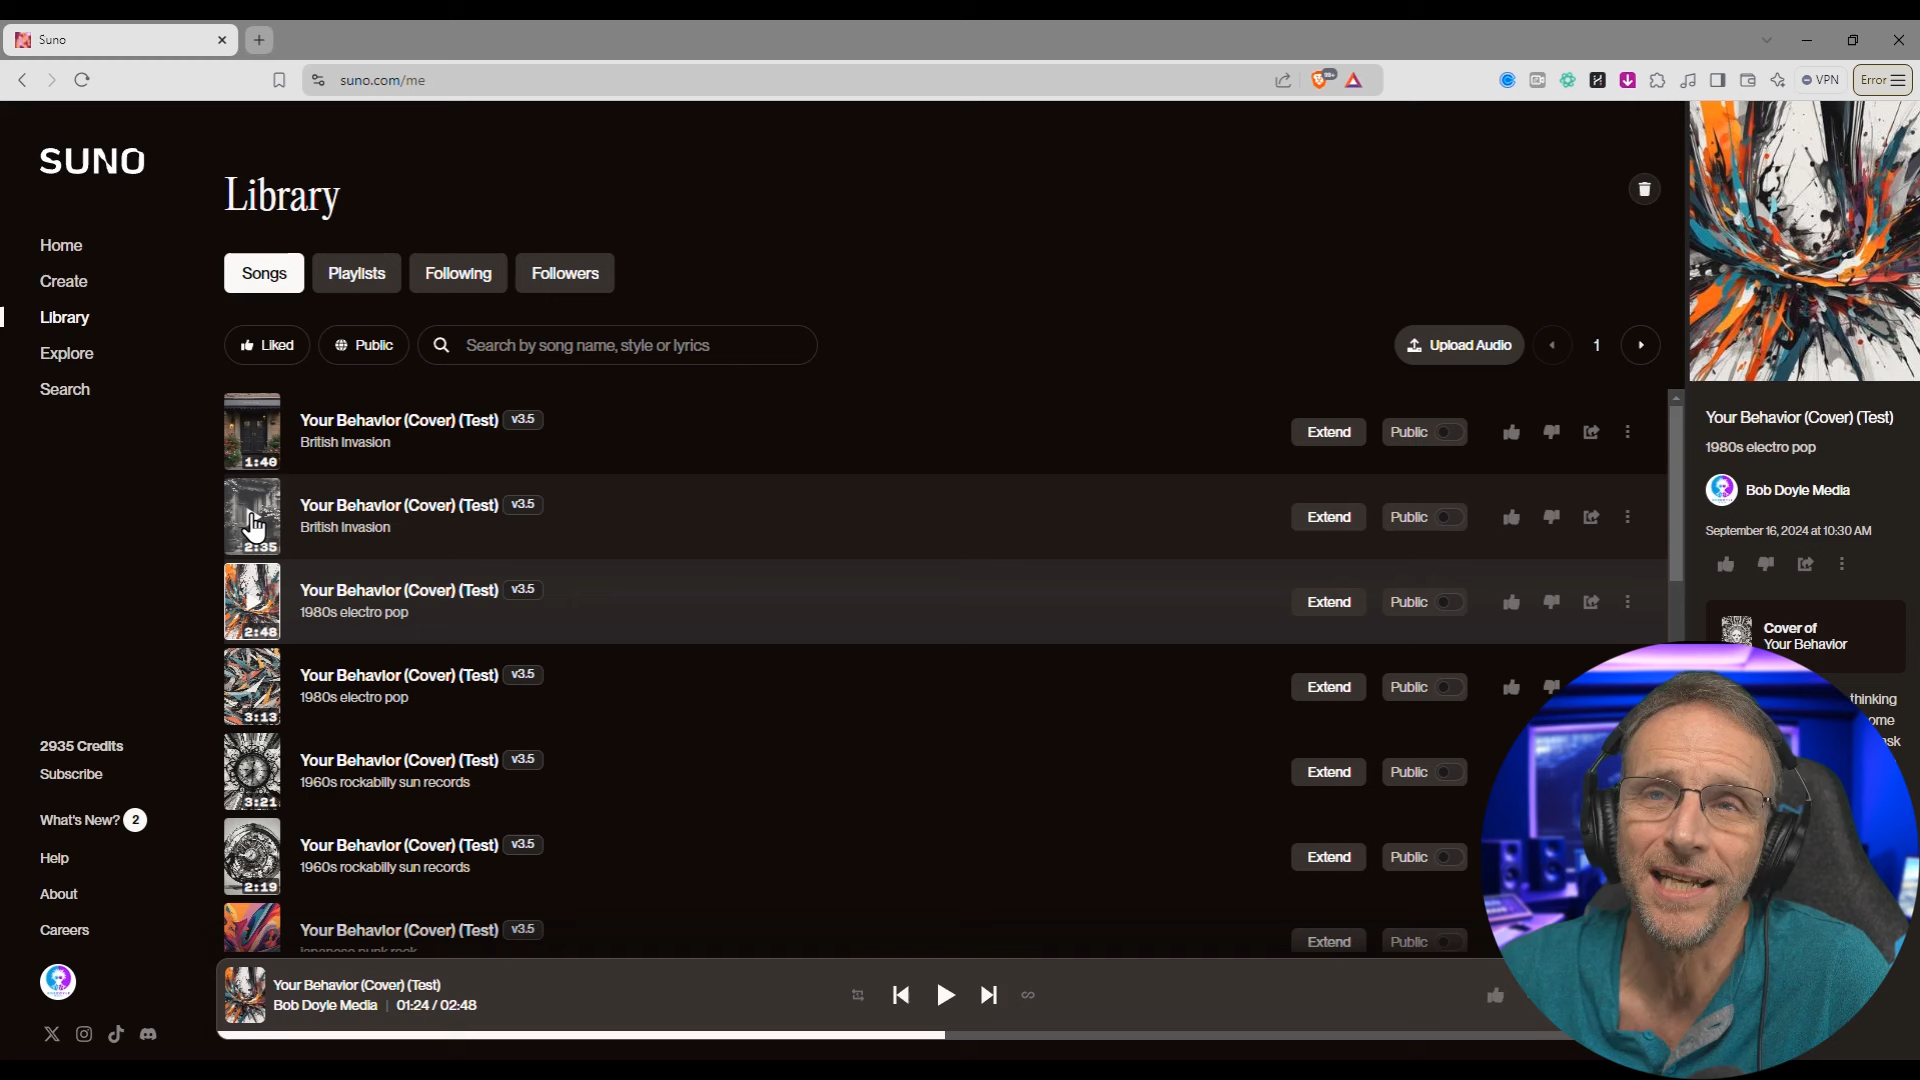 Suno
suno.com/me
99+
VPN
Error
SUNO
Home
Create
Library
Explore
Search
2935 Credits
Subscribe
What's New? 2
Help
About
Careers
Library
Songs
Playlists
Following
Followers
Liked
Public
Search by song name, style or lyrics
Upload Audio
1
Your Behavior (Cover) (Test) v3.5
British Invasion
1:40
Extend
Public
Your Behavior (Cover) (Test) v3.5
British Invasion
2:35
Extend
Public
Your Behavior (Cover) (Test) v3.5
1980s electro pop
2:48
Extend
Public
Your Behavior (Cover) (Test) v3.5
1980s electro pop
3:13
Extend
Public
Your Behavior (Cover) (Test) v3.5
1960s rockabilly sun records
3:21
Extend
Public
Your Behavior (Cover) (Test) v3.5
1960s rockabilly sun records
2:19
Extend
Public
Your Behavior (Cover) (Test) v3.5
japanese punk rock
Extend
Public
Your Behavior (Cover) (Test)
1980s electro pop
Bob Doyle Media
September 16, 2024 at 10:30 AM
Cover of
Your Behavior
thinking
ome
ask
Your Behavior (Cover) (Test)
Bob Doyle Media | 01:24 / 02:48